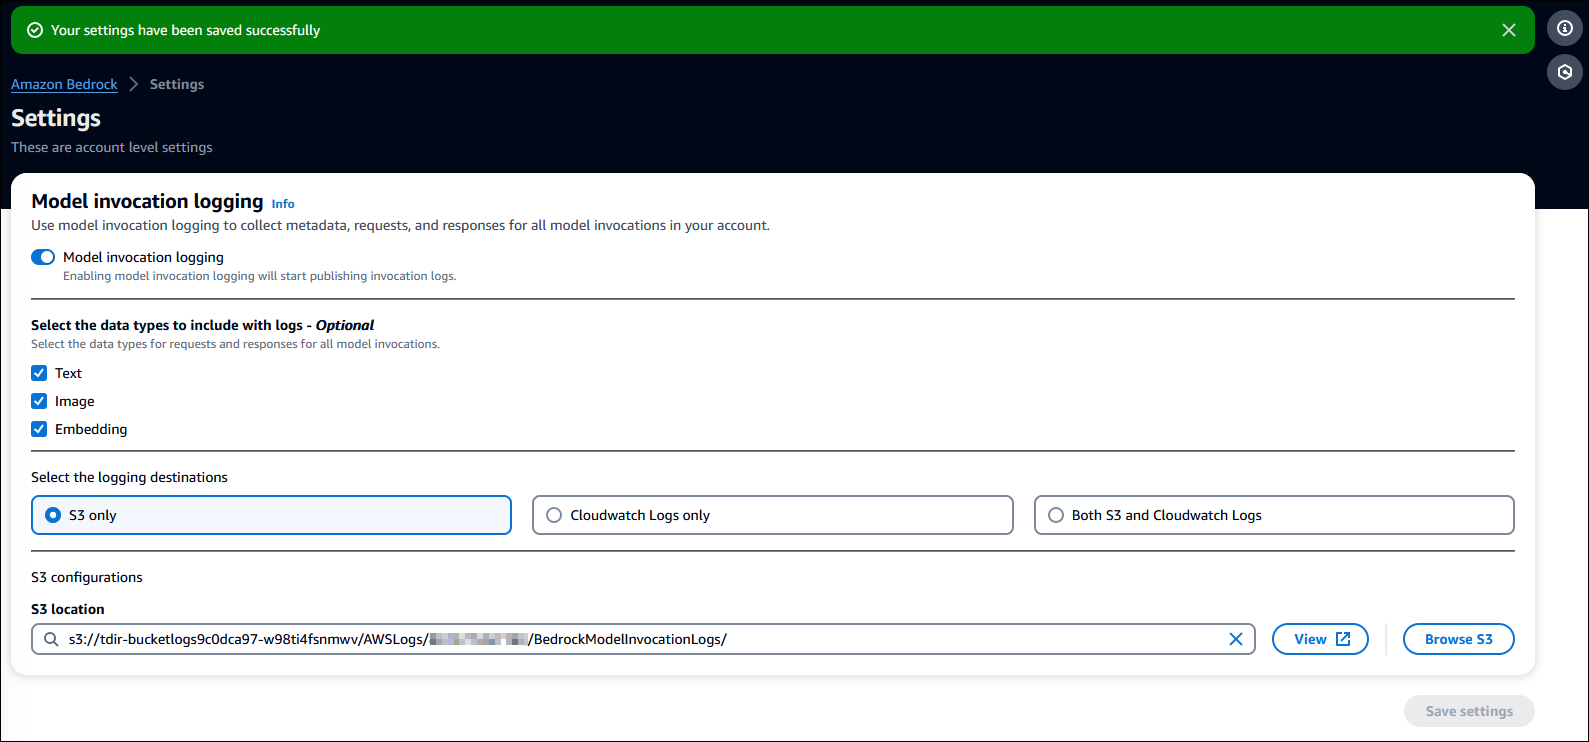 Your settings have been saved successfully
Amazon Bedrock > Settings
Settings
These are account level settings
Model invocation logging Info
Use model invocation logging to collect metadata, requests, and responses for all model invocations in your account.
Model invocation logging
Enabling model invocation logging will start publishing invocation logs.
Select the data types to include with logs - Optional
Select the data types for requests and responses for all model invocations.
Text
Image
Embedding
Select the logging destinations
S3 only
Cloudwatch Logs only
Both S3 and Cloudwatch Logs
S3 configurations
S3 location
s3://tdir-bucketlogs9c0dca97-w98ti4fsnmwv/AWSLogs/ /BedrockModelInvocationLogs/
View
Browse S3
Save settings